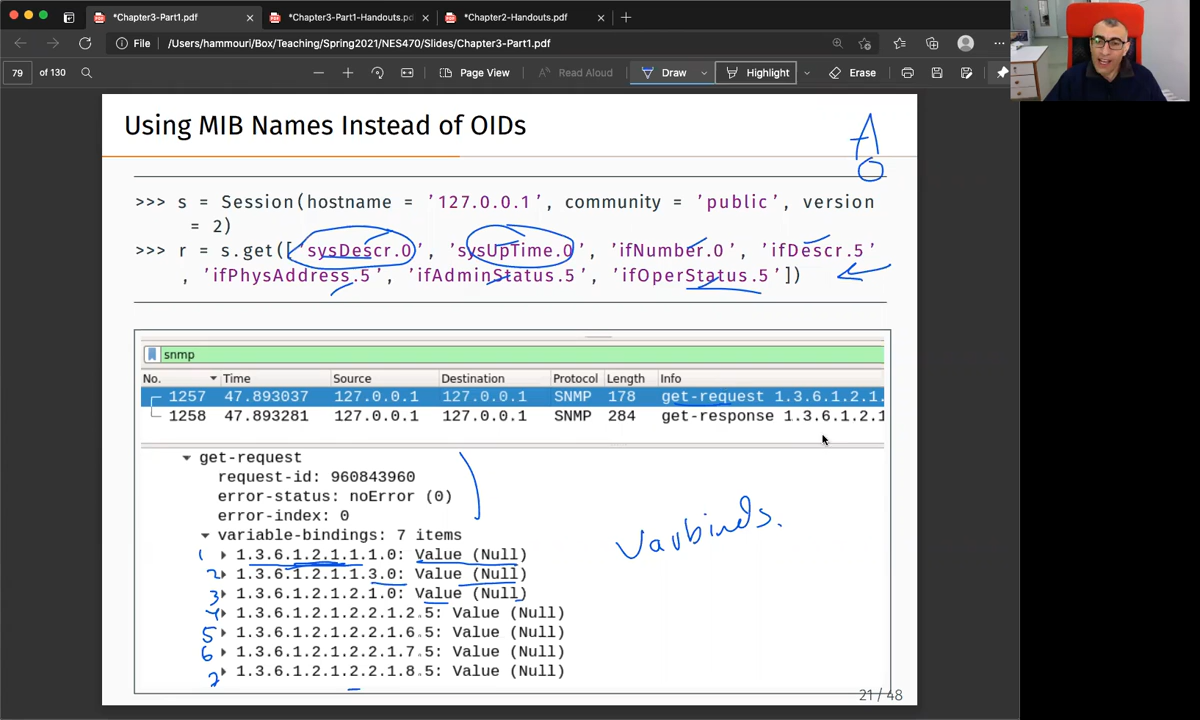 *Chapter3-Part1.pdf
*Chapter3-Part1-Handouts.pd
*Chapter2-Handouts.pdf
File /Users/hammouri/Box/Teaching/Spring2021/NES470/Slides/Chapter3-Part1.pdf
79 of 130 Page View Read Aloud Draw Highlight Erase
Using MIB Names Instead of OIDs
A
>>> s = Session(hostname = '127.0.0.1', community = 'public', version
= 2)
>>> r = s.get(['sysDescr.0', 'sysUpTime.0', 'ifNumber.0', 'ifDescr.5'
, 'ifPhysAddress.5', 'ifAdminStatus.5', 'ifOperStatus.5'])
snmp
No. Time Source Destination Protocol Length Info
1257 47.893037 127.0.0.1 127.0.0.1 SNMP 178 get-request 1.3.6.1.2.1.
1258 47.893281 127.0.0.1 127.0.0.1 SNMP 284 get-response 1.3.6.1.2.1
get-request
request-id: 960843960
error-status: noError (0)
error-index: 0
Varbinds.
variable-bindings: 7 items
1 1.3.6.1.2.1.1.1.0: Value (Null)
2 1.3.6.1.2.1.1.3.0: Value (Null)
3 1.3.6.1.2.1.2.1.0: Value (Null)
4 1.3.6.1.2.1.2.2.1.2.5: Value (Null)
5 1.3.6.1.2.1.2.2.1.6.5: Value (Null)
6 1.3.6.1.2.1.2.2.1.7.5: Value (Null)
7 1.3.6.1.2.1.2.2.1.8.5: Value (Null)
21 / 48